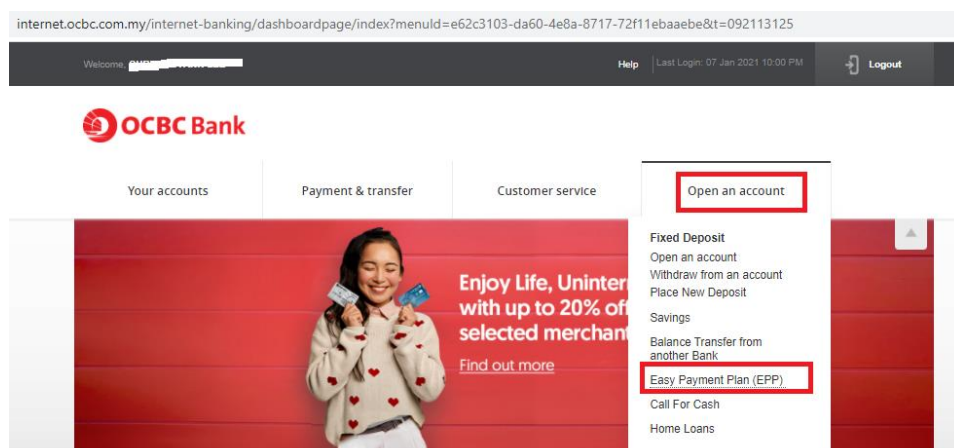 internet.ocbc.com.my/internet-banking/dashboardpage/index?menuId=e62c3103-da60-4e8a-8717-72f11ebaaebe&t=092113125
Welcome,
Help
Last Login: 07 Jan 2021 10:00 PM
Logout
OCBC Bank
Your accounts
Payment & transfer
Customer service
Open an account
Fixed Deposit
Open an account
Withdraw from an account
Place New Deposit
Savings
Balance Transfer from
another Bank
Easy Payment Plan (EPP)
Call For Cash
Home Loans
Enjoy Life,
with up to 20%
selected
Find out more